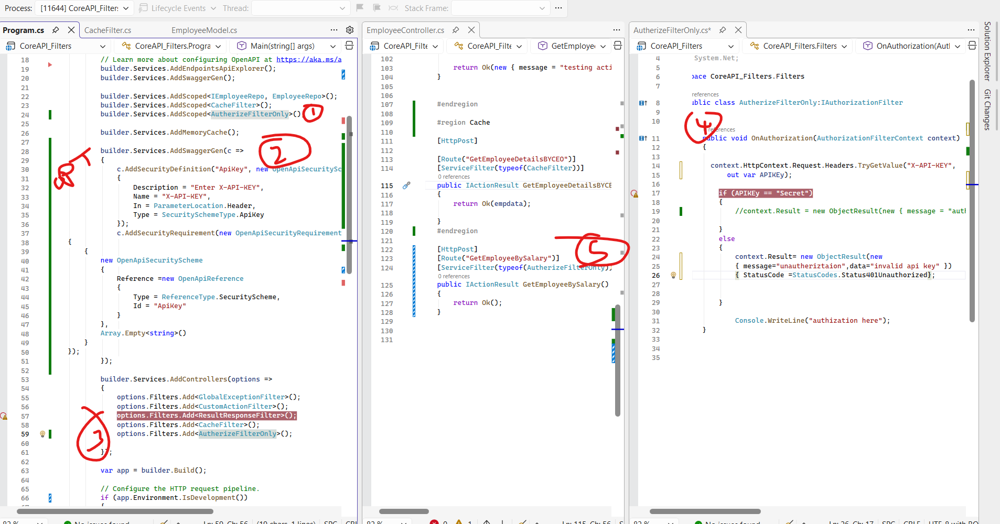 Process: [11644] CoreAPI_Filters Lifecycle Events Thread: Stack Frame:
Program.cs CacheFilter.cs EmployeeModel.cs
CoreAPI_Filters CoreAPI_Filters.Progra Main(string[] args)
18 // Learn more about configuring OpenAPI at https://aka.ms/a
19 builder.Services.AddEndpointsApiExplorer();
20 builder.Services.AddSwaggerGen();
21
22 builder.Services.AddScoped<IEmployeeRepo, EmployeeRepo>();
23 builder.Services.AddScoped<CacheFilter>();
24 builder.Services.AddScoped<AutherizeFilterOnly>() 1
25
26 builder.Services.AddMemoryCache();
27
28 builder.Services.AddSwaggerGen(c => 2
29 {
30 c.AddSecurityDefinition("ApiKey", new OpenApiSecuritySc
31 {
32 Description = "Enter X-API-KEY",
33 Name = "X-API-KEY",
34 In = ParameterLocation.Header,
35 Type = SecuritySchemeType.ApiKey
36 });
37 c.AddSecurityRequirement(new OpenApiSecurityRequirement
38 {
39 {
40 new OpenApiSecurityScheme
41 {
42 Reference =new OpenApiReference
43 {
44 Type = ReferenceType.SecurityScheme,
45 Id = "ApiKey"
46 }
47 },
48 Array.Empty<string>()
49 }
50 });
51 });
52
53 builder.Services.AddControllers(options =>
54 {
55 options.Filters.Add<GlobalExceptionFilter>();
56 options.Filters.Add<CustomActionFilter>();
57 options.Filters.Add<ResultResponseFilter>();
58 options.Filters.Add<CacheFilter>();
59 options.Filters.Add<AutherizeFilterOnly>();
3
60
61 });
62
63 var app = builder.Build();
64
65 // Configure the HTTP request pipeline.
66 if (app.Environment.IsDevelopment())
82 % No issues found Ln: 59 Ch: 56 (19 chars, 1 lines) SPC
EmployeeController.cs
CoreAPI_Filte CoreAPI_Filte GetEmployee
102
103 return Ok(new { message = "testing acti
104 }
105
106
107 #endregion
108
109 #region Cache
110
111 [HttpPost]
112
113 [Route("GetEmployeeDetailsBYCEO")]
114 [ServiceFilter(typeof(CacheFilter))]
0 references
115 public IActionResult GetEmployeeDetailsBYCE
116 {
117 return Ok(empdata);
118
119 }
120 #endregion
121
122 [HttpPost]
5
123 [Route("GetEmployeeBySalary")]
124 [ServiceFilter(typeof(AutherizeFilterOnly))
0 references
125 public IActionResult GetEmployeeBySalary()
126 {
127 return Ok();
128 }
129
130
131
82 % 0 1 Ln: 115 Ch: 56 S
AutherizeFilterOnly.cs*
CoreAPI_Filters CoreAPI_Filters.Filters OnAuthorization(Autl
4 System.Net;
5
6 pace CoreAPI_Filters.Filters
7
references
8 ublic class AutherizeFilterOnly:IAuthorizationFilter
9
10
4 references
11 public void OnAuthorization(AuthorizationFilterContext context)
12 {
13
14 context.HttpContext.Request.Headers.TryGetValue("X-API-KEY",
15 out var APIKEy);
16
17 if (APIKEy == "Secret")
18 {
19 //context.Result = new ObjectResult(new { message = "auth
20
21 }
22 else
23 {
24 context.Result= new ObjectResult(new
25 { message="unautheriztaion",data="invalid api key" })
26 { StatusCode =StatusCodes.Status401Unauthorized};
27
28
29 }
30
31 Console.WriteLine("authization here");
32 }
33
34
35
82 % No issues found Ln: 26 Ch: 17 SPC CRLF UTF-8 with BO
Solution Explorer
Git Changes